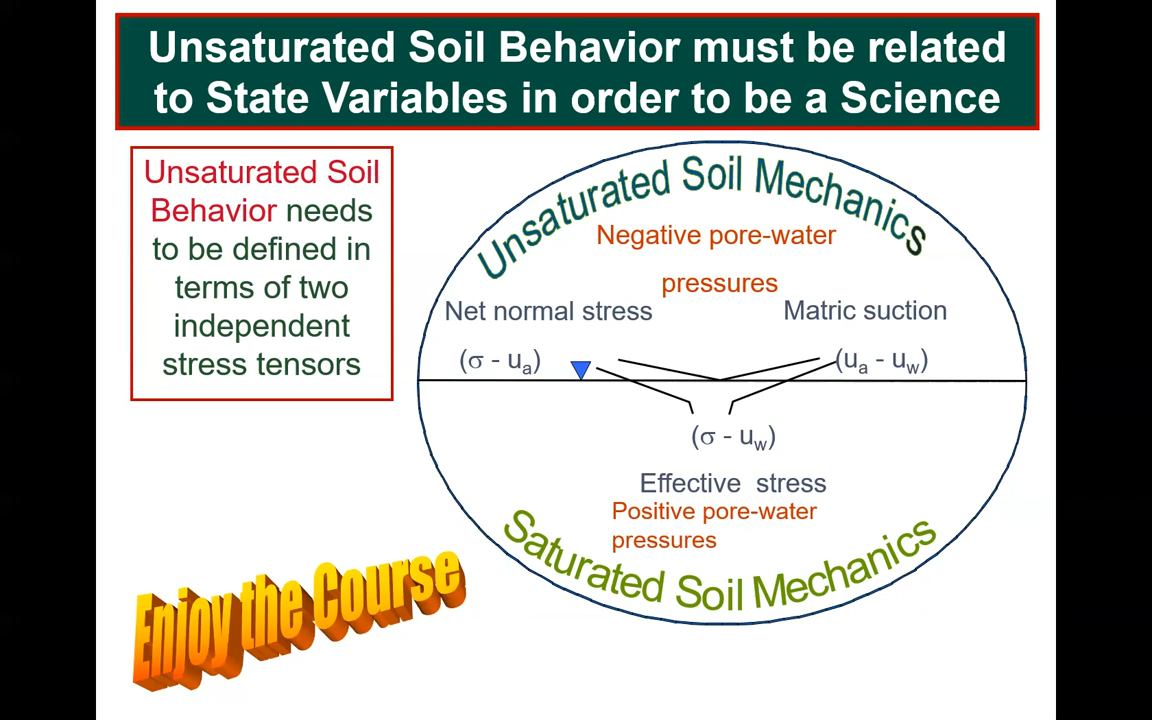 Unsaturated Soil Behavior must be related
to State Variables in order to be a Science
Unsaturated Soil
Behavior needs
to be defined in
terms of two
independent
stress tensors
Unsaturated Soil Mechanics
Negative pore-water
pressures
Net normal stress
Matric suction
(σ - uₐ)
(uₐ - u_w)
(σ - u_w)
Effective stress
Positive pore-water
pressures
Saturated Soil Mechanics
Enjoy the Course